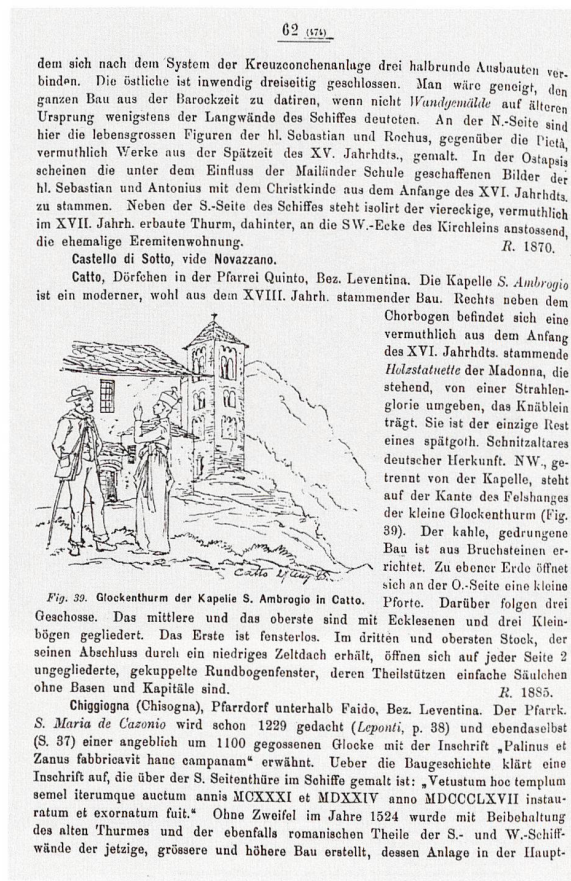 62 (474)
dem sich nach dem System der Kreuzconchenanlage drei halbrunde Ausbauten ver-
binden. Die östliche ist inwendig dreiseitig geschlossen. Man wäre geneigt, den
ganzen Bau aus der Barockzeit zu datiren, wenn nicht Wandgemälde auf älteren
Ursprung wenigstens der Langwände des Schiffes deuteten. An der N.-Seite sind
hier die lebensgrossen Figuren der hl. Sebastian und Rochus, gegenüber die Pietà,
vermuthlich Werke aus der Spätzeit des XV. Jahrhdts., gemalt. In der Ostapsis
scheinen die unter dem Einfluss der Mailänder Schule geschaffenen Bilder der
hl. Sebastian und Antonius mit dem Christkinde aus dem Anfange des XVI. Jahrhdts.
zu stammen. Neben der S.-Seite des Schiffes steht isolirt der viereckige, vermuthlich
im XVII. Jahrh. erbaute Thurm, dahinter, an die SW.-Ecke des Kirchleins anstossend,
die ehemalige Eremitenwohnung. R. 1870.
Castello di Sotto, vide Novazzano.
Catto, Dörfchen in der Pfarrei Quinto, Bez. Leventina. Die Kapelle S. Ambrogio
ist ein moderner, wohl aus dem XVIII. Jahrh. stammender Bau. Rechts neben dem
Chorbogen befindet sich eine
vermuthlich aus dem Anfang
des XVI. Jahrhdts. stammende
Holzstatuette der Madonna, die
stehend, von einer Strahlen-
glorie umgeben, das Knäblein
trägt. Sie ist der einzige Rest
eines spätgoth. Schnitzaltares
deutscher Herkunft. NW., ge-
trennt von der Kapelle, steht
auf der Kante des Felshanges
der kleine Glockenthurm (Fig.
39). Der kahle, gedrungene
Bau ist aus Bruchsteinen er-
richtet. Zu ebener Erde öffnet
sich an der O.-Seite eine kleine
Pforte. Darüber folgen drei
Catto 27 Aug 85.
Fig. 39. Glockenthurm der Kapelle S. Ambrogio in Catto.
Geschosse. Das mittlere und das oberste sind mit Ecklesenen und drei Klein-
bögen gegliedert. Das Erste ist fensterlos. Im dritten und obersten Stock, der
seinen Abschluss durch ein niedriges Zeltdach erhält, öffnen sich auf jeder Seite 2
ungegliederte, gekuppelte Rundbogenfenster, deren Theilstützen einfache Säulchen
ohne Basen und Kapitäle sind. R. 1885.
Chiggiogna (Chisogna), Pfarrdorf unterhalb Faido, Bez. Leventina. Der Pfarrk.
S. Maria de Cazonio wird schon 1229 gedacht (Leponti, p. 38) und ebendaselbst
(S. 37) einer angeblich um 1100 gegossenen Glocke mit der Inschrift „Palinus et
Zanus fabbricavit hanc campanam“ erwähnt. Ueber die Baugeschichte klärt eine
Inschrift auf, die über der S. Seitenthüre im Schiffe gemalt ist: „Vetustum hoc templum
semel iterumque auctum annis MCXXXI et MDXXIV anno MDCCCLXVII instau-
ratum et exornatum fuit.“ Ohne Zweifel im Jahre 1524 wurde mit Beibehaltung
des alten Thurmes und der ebenfalls romanischen Theile der S.- und W.-Schiff-
wände der jetzige, grössere und höhere Bau erstellt, dessen Anlage in der Haupt-